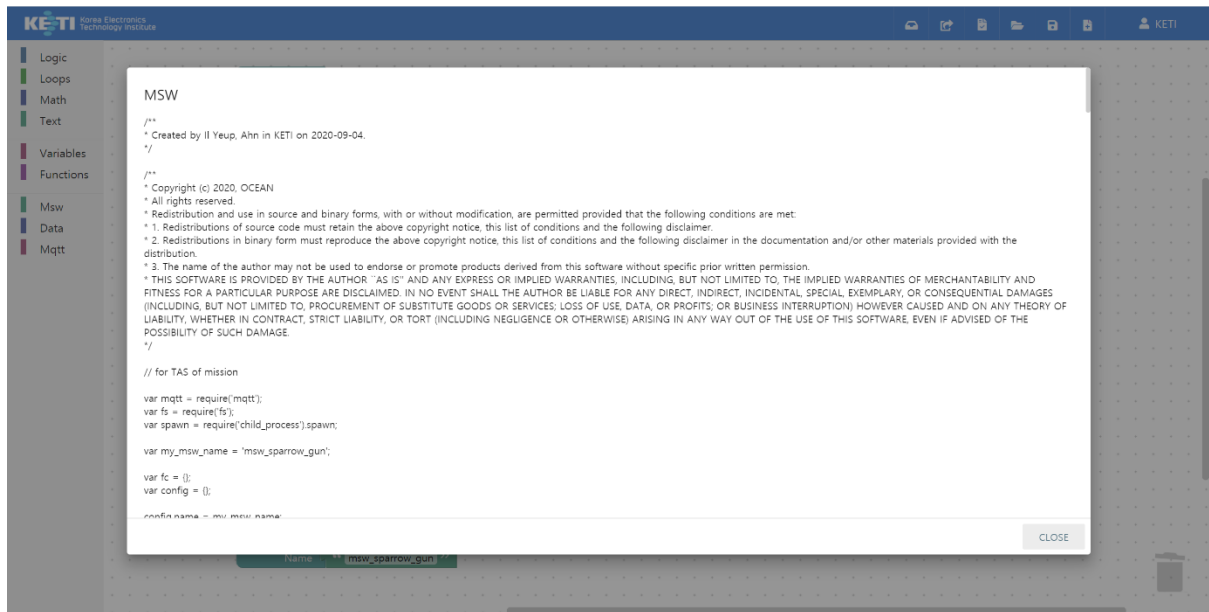 KETI Korea Electronics
Technology Institute
KETI
Logic
Loops
Math
Text
Variables
Functions
Msw
Data
Mqtt
MSW
/**
* Created by Il Yeup, Ahn in KETI on 2020-09-04.
*/
/**
* Copyright (c) 2020, OCEAN
* All rights reserved.
* Redistribution and use in source and binary forms, with or without modification, are permitted provided that the following conditions are met:
* 1. Redistributions of source code must retain the above copyright notice, this list of conditions and the following disclaimer.
* 2. Redistributions in binary form must reproduce the above copyright notice, this list of conditions and the following disclaimer in the documentation and/or other materials provided with the
distribution.
* 3. The name of the author may not be used to endorse or promote products derived from this software without specific prior written permission.
* THIS SOFTWARE IS PROVIDED BY THE AUTHOR ``AS IS'' AND ANY EXPRESS OR IMPLIED WARRANTIES, INCLUDING, BUT NOT LIMITED TO, THE IMPLIED WARRANTIES OF MERCHANTABILITY AND
FITNESS FOR A PARTICULAR PURPOSE ARE DISCLAIMED. IN NO EVENT SHALL THE AUTHOR BE LIABLE FOR ANY DIRECT, INDIRECT, INCIDENTAL, SPECIAL, EXEMPLARY, OR CONSEQUENTIAL DAMAGES
(INCLUDING, BUT NOT LIMITED TO, PROCUREMENT OF SUBSTITUTE GOODS OR SERVICES; LOSS OF USE, DATA, OR PROFITS; OR BUSINESS INTERRUPTION) HOWEVER CAUSED AND ON ANY THEORY OF
LIABILITY, WHETHER IN CONTRACT, STRICT LIABILITY, OR TORT (INCLUDING NEGLIGENCE OR OTHERWISE) ARISING IN ANY WAY OUT OF THE USE OF THIS SOFTWARE, EVEN IF ADVISED OF THE
POSSIBILITY OF SUCH DAMAGE.
*/
// for TAS of mission
var mqtt = require('mqtt');
var fs = require('fs');
var spawn = require('child_process').spawn;
var my_msw_name = 'msw_sparrow_gun';
var fc = {};
var config = {};
config.name = my_msw_name;
CLOSE
Name “ msw_sparrow_gun ”